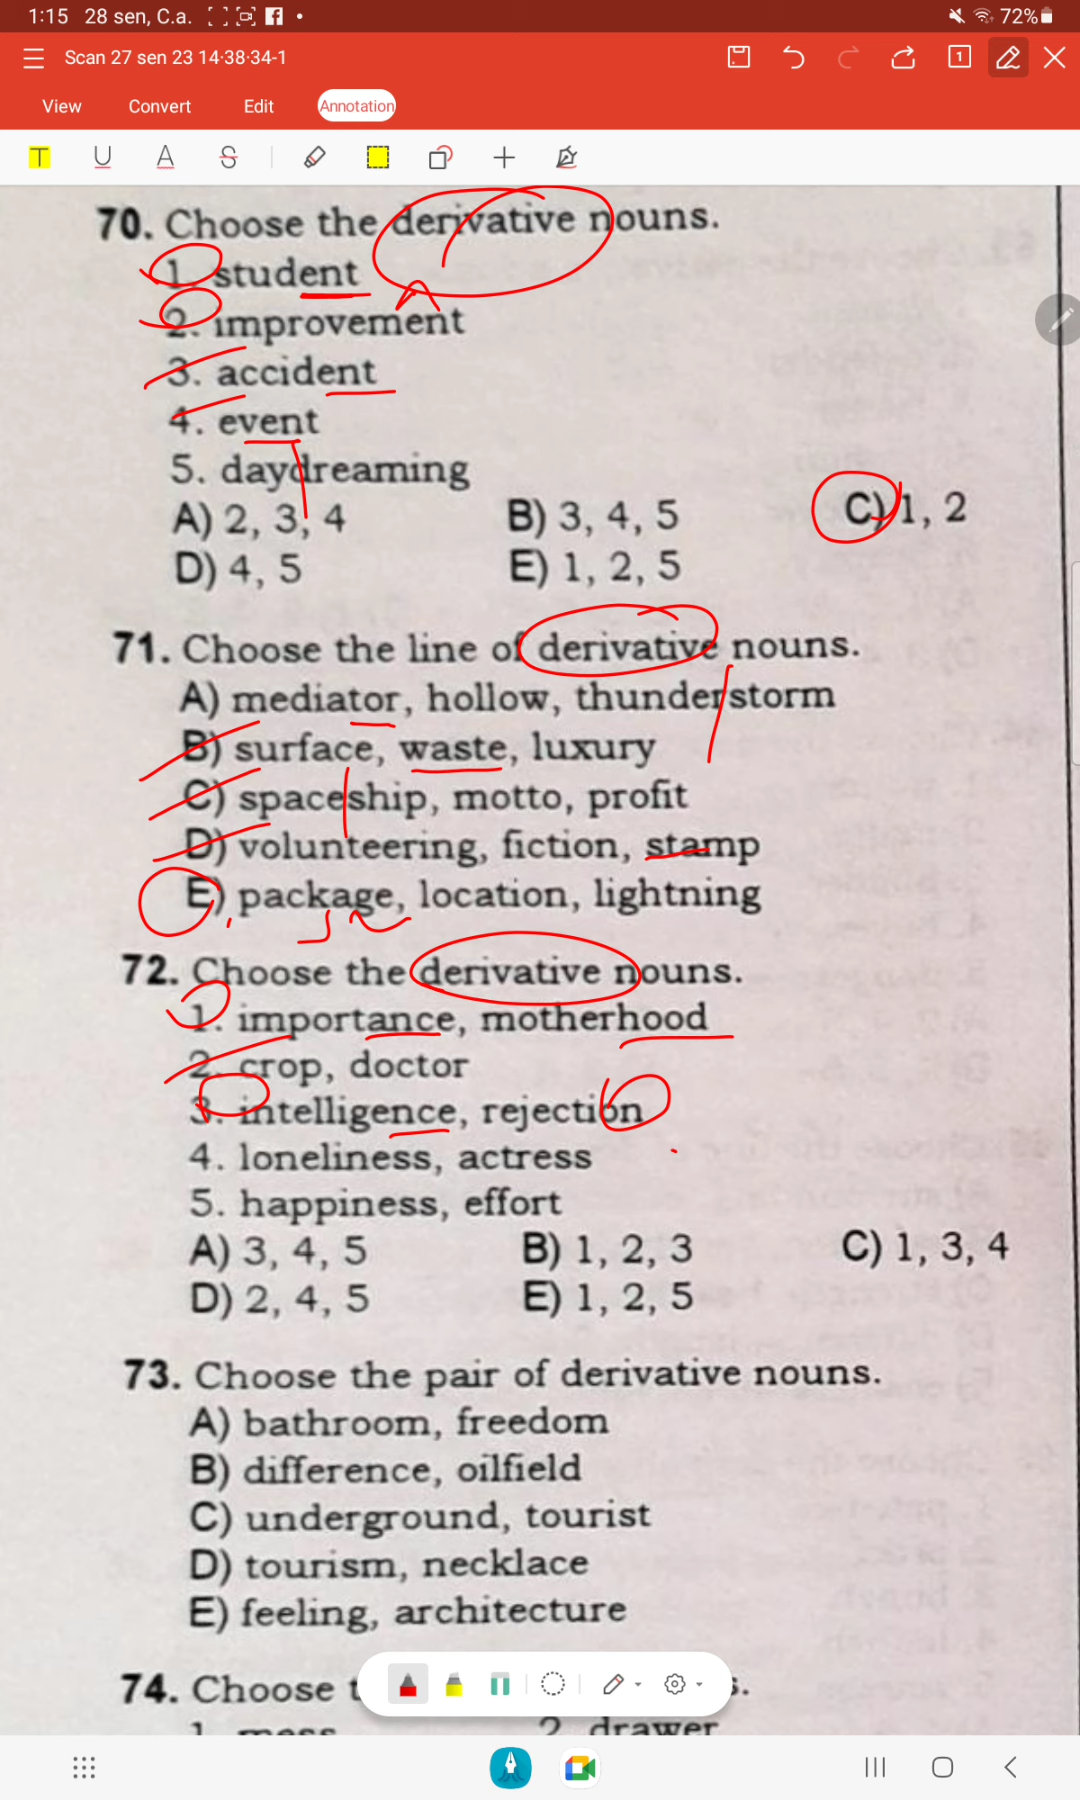 1:15 28 sen, C.a.
72%
Scan 27 sen 23 14·38·34-1
1
View Convert Edit Annotation
T U A S
70. Choose the derivative nouns.
1. student
2. improvement
3. accident
4. event
5. daydreaming
A) 2, 3, 4 B) 3, 4, 5 C) 1, 2
D) 4, 5 E) 1, 2, 5
71. Choose the line of derivative nouns.
A) mediator, hollow, thunderstorm
B) surface, waste, luxury
C) spaceship, motto, profit
D) volunteering, fiction, stamp
E) package, location, lightning
72. Choose the derivative nouns.
1. importance, motherhood
2. crop, doctor
3. intelligence, rejection
4. loneliness, actress
5. happiness, effort
A) 3, 4, 5 B) 1, 2, 3 C) 1, 3, 4
D) 2, 4, 5 E) 1, 2, 5
73. Choose the pair of derivative nouns.
A) bathroom, freedom
B) difference, oilfield
C) underground, tourist
D) tourism, necklace
E) feeling, architecture
74. Choose
1. mess 2. drawer